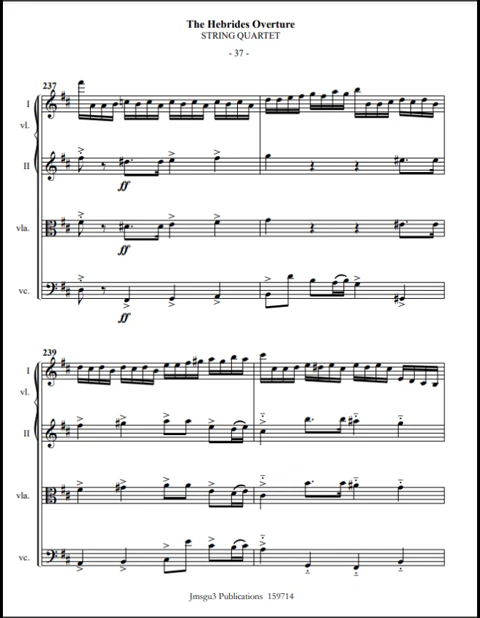 The Hebrides Overture
STRING QUARTET
- 37 -
237
I
vl.
II
ff
vla.
ff
vc.
ff
239
I
vl.
II
vla.
vc.
Jmsgu3 Publications 159714